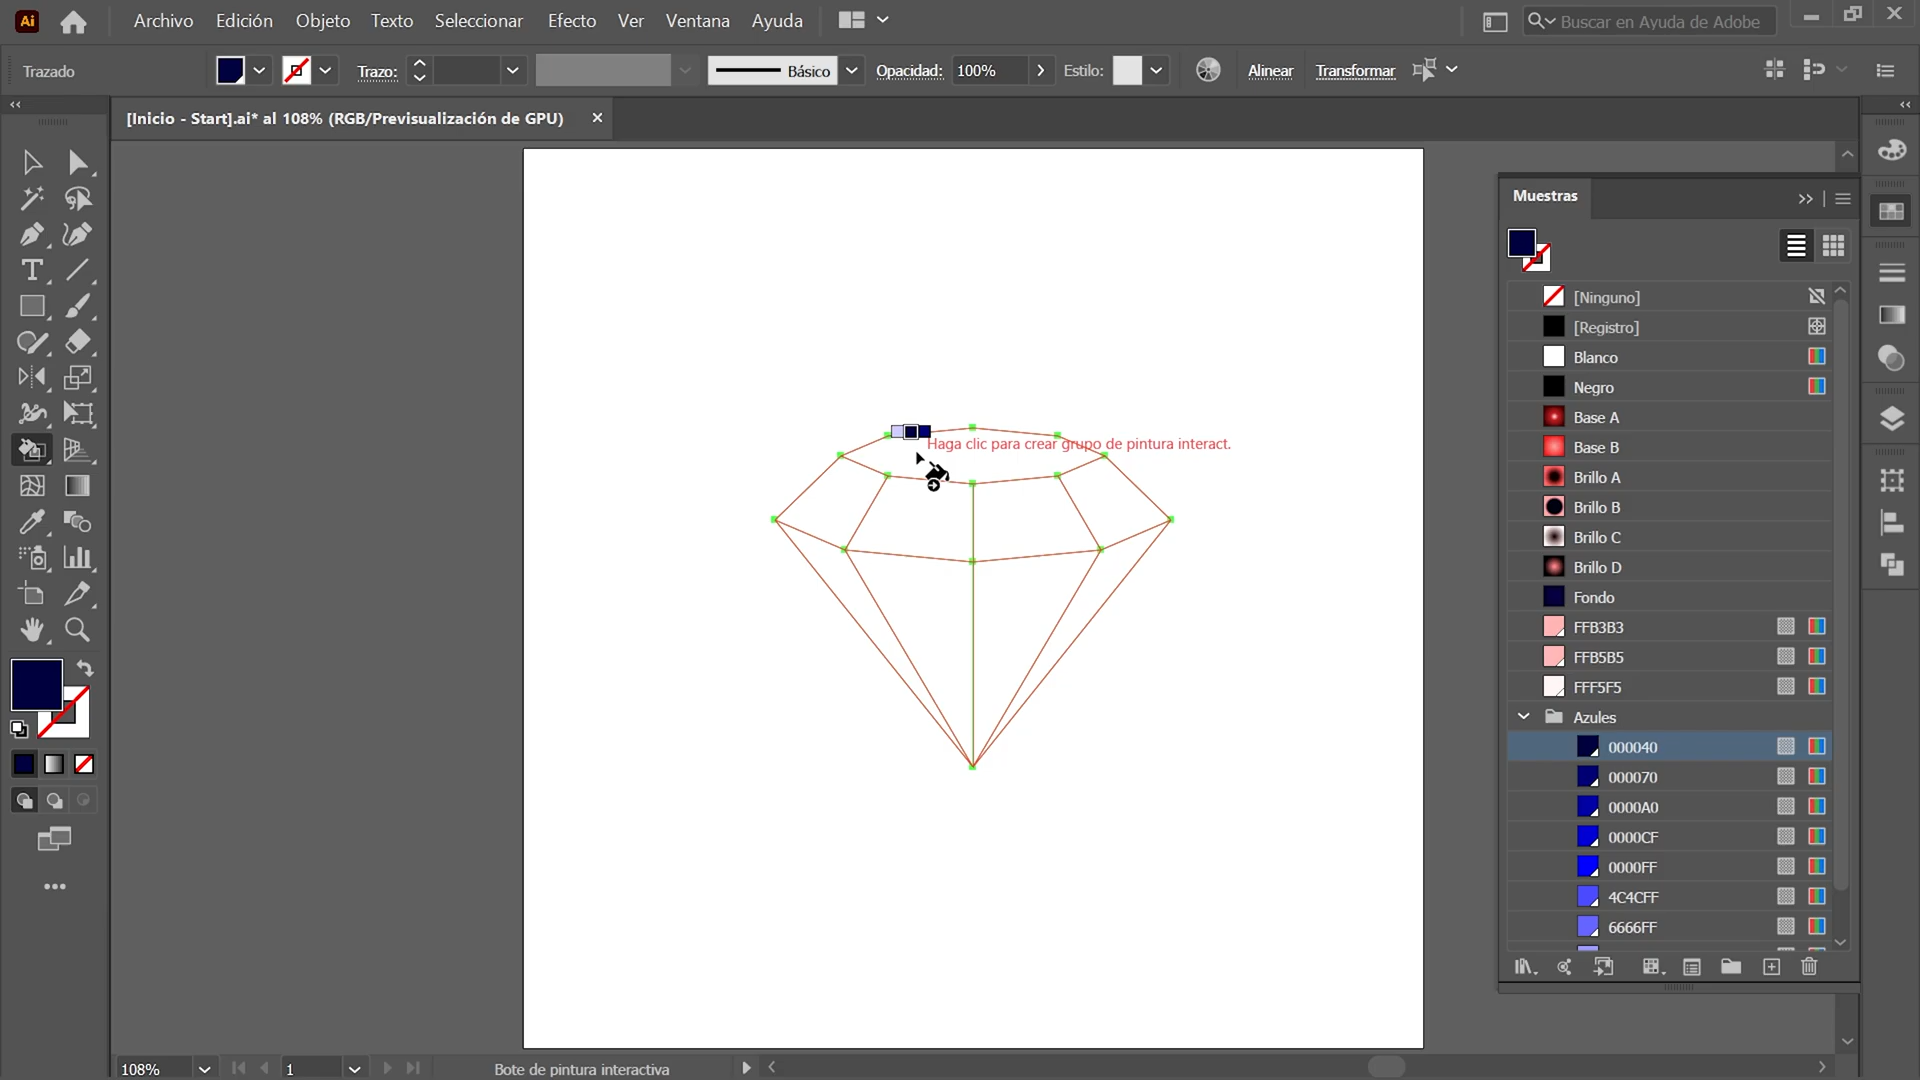 Ai
Archivo
Edición
Objeto
Texto
Seleccionar
Efecto
Ver
Ventana
Ayuda
Buscar en Ayuda de Adobe
Trazado
Trazo:
Básico
Opacidad:
100%
Estilo:
Alinear
Transformar
[Inicio - Start].ai* al 108% (RGB/Previsualización de GPU)
Haga clic para crear grupo de pintura interact.
Muestras
[Ninguno]
[Registro]
Blanco
Negro
Base A
Base B
Brillo A
Brillo B
Brillo C
Brillo D
Fondo
FFB3B3
FFB5B5
FFF5F5
Azules
000040
000070
0000A0
0000CF
0000FF
4C4CFF
6666FF
108%
1
Bote de pintura interactiva